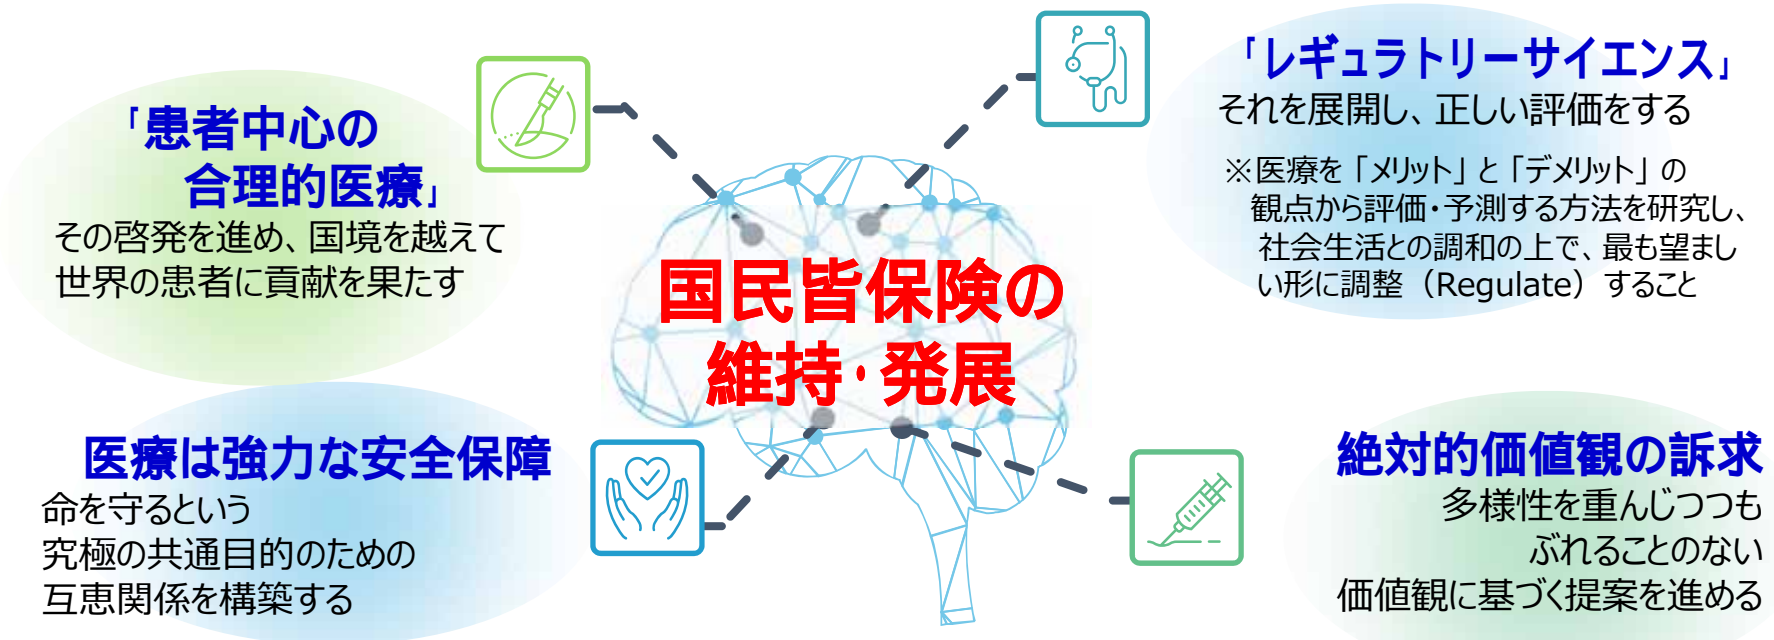 「患者中心の
合理的医療」
その啓発を進め、国境を越えて
世界の患者に貢献を果たす
「レギュラトリーサイエンス」
それを展開し、正しい評価をする
※医療を「メリット」と「デメリット」の
観点から評価・予測する方法を研究し、
社会生活との調和の上で、最も望まし
い形に調整（Regulate）すること
国民皆保険の
維持・発展
医療は強力な安全保障
命を守るという
究極の共通目的のための
互恵関係を構築する
絶対的価値観の訴求
多様性を重んじつつも
ぶれることのない
価値観に基づく提案を進める